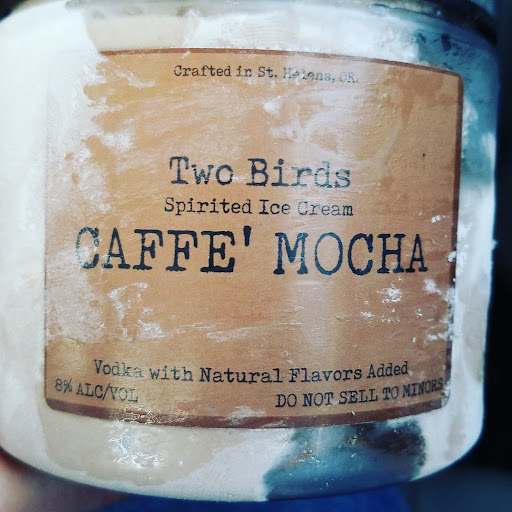 Crafted in St. Helens, OR.
Two Birds
Spirited Ice Cream
CAFFE' MOCHA
Vodka with Natural Flavors Added
8% ALC/VOL
DO NOT SELL TO MINORS